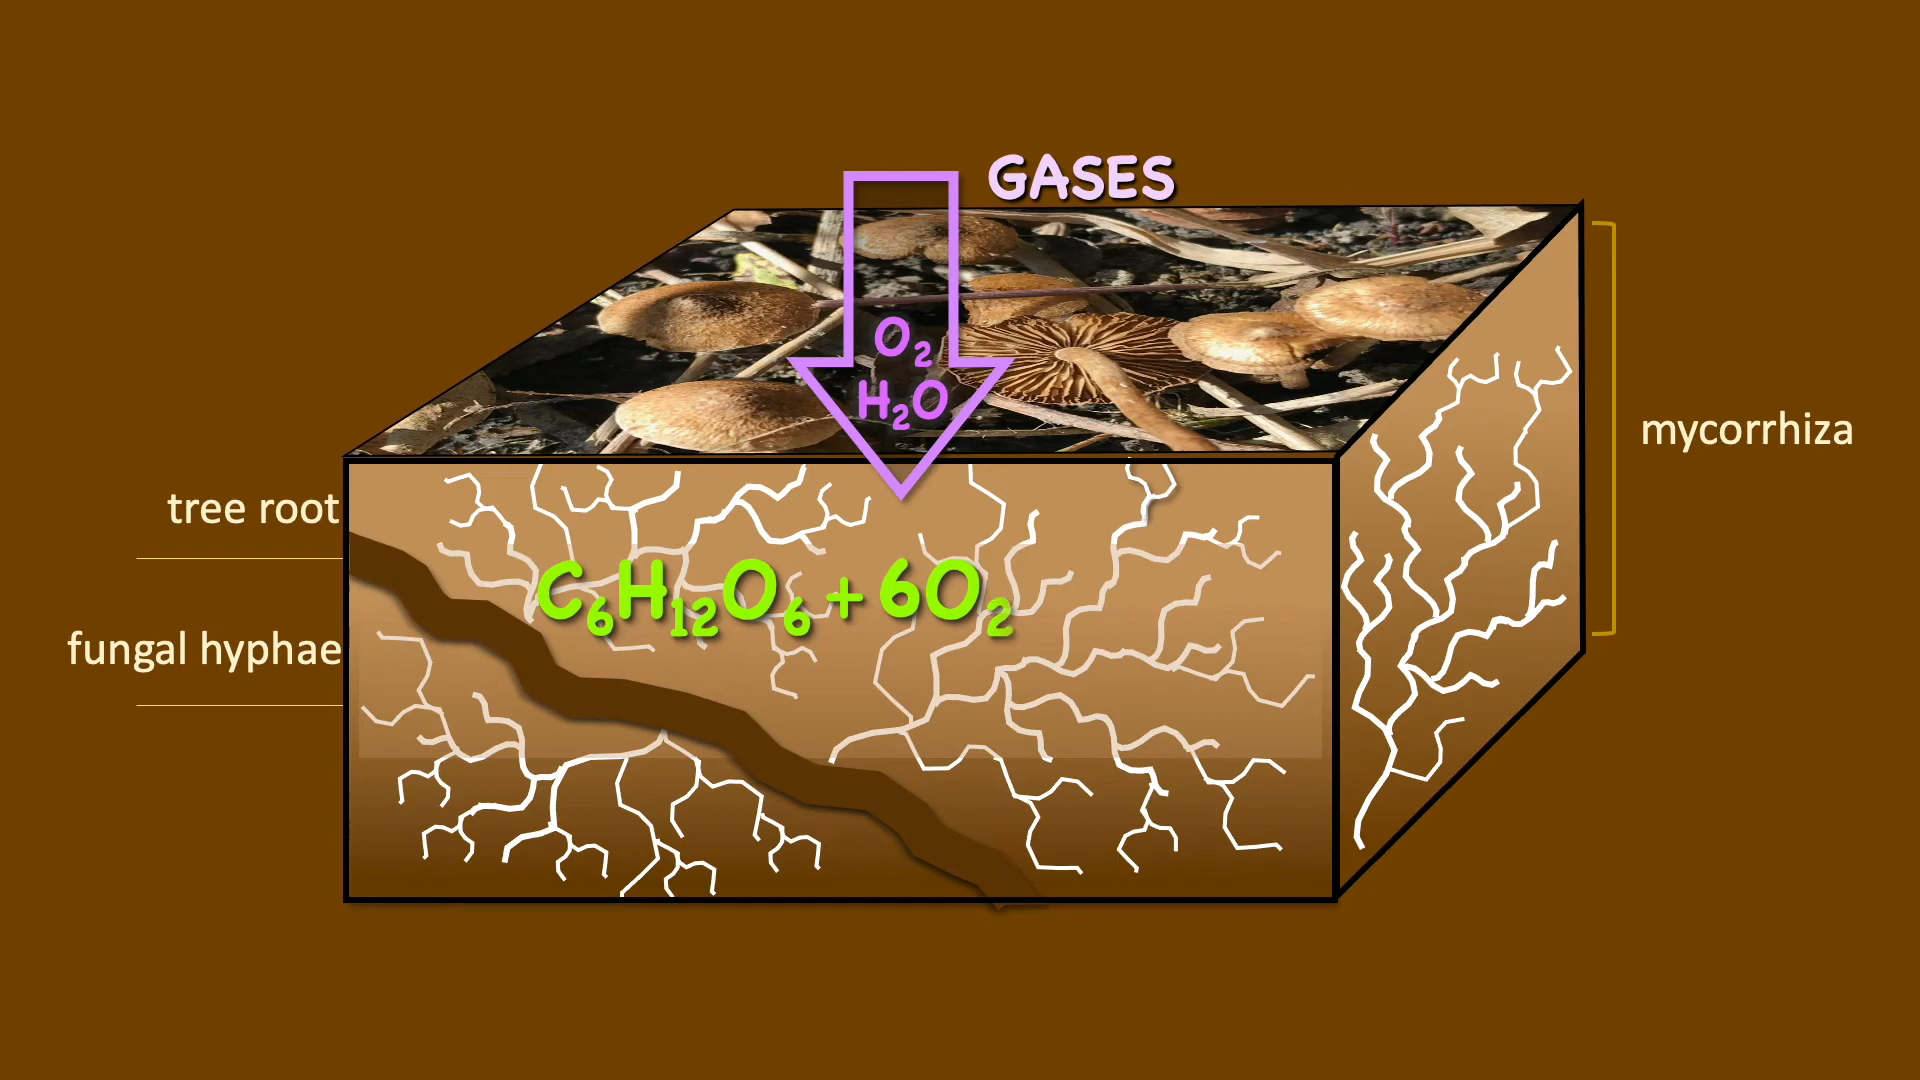 GASES
O₂
H₂O
mycorrhiza
tree root
C₆H₁₂O₆ + 6O₂
fungal hyphae